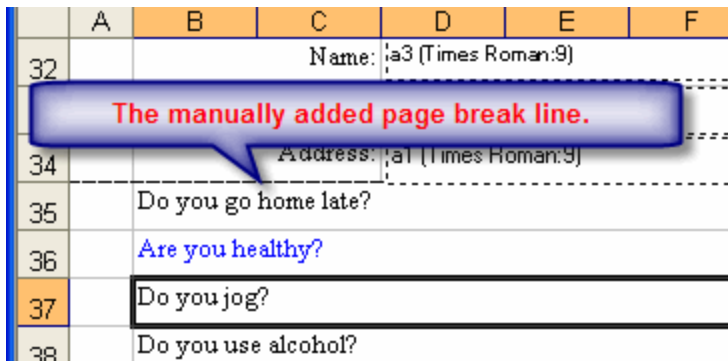 A B C D E F
32 Name: a3 (Times Roman:9)
The manually added page break line.
34 Address: a1 (Times Roman:9)
35 Do you go home late?
36 Are you healthy?
37 Do you jog?
38 Do you use alcohol?